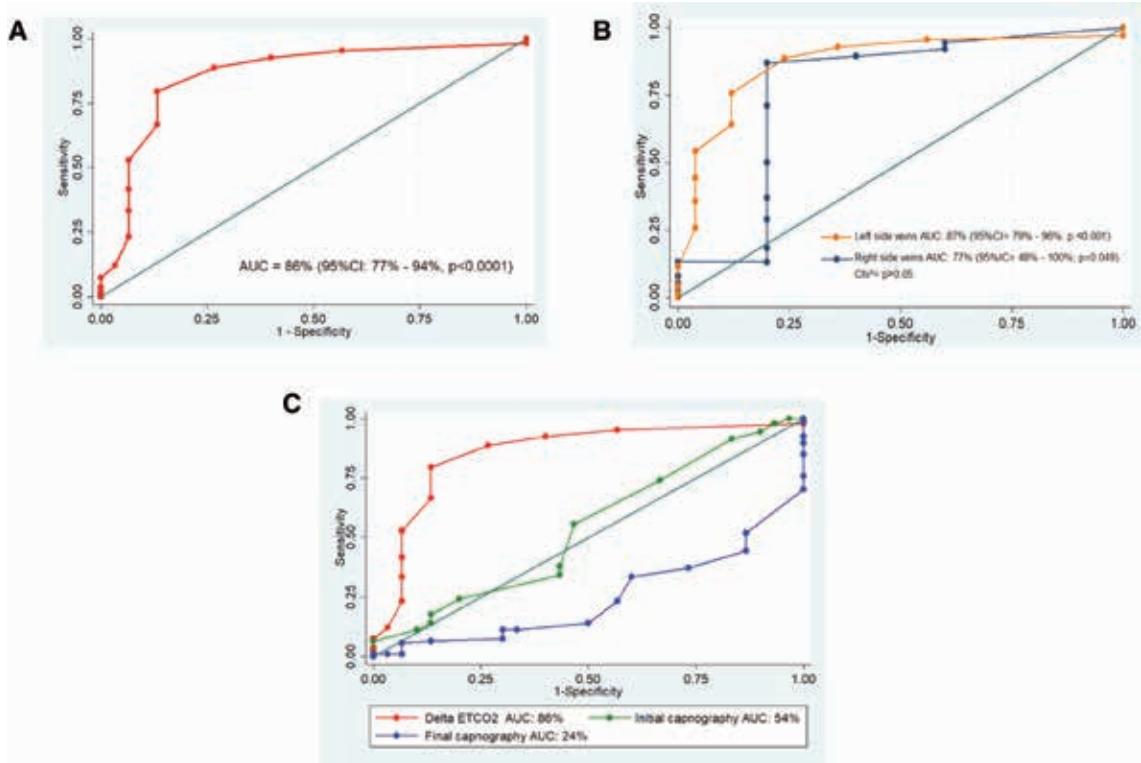 A
1.00
0.75
0.50
0.25
0.00
Sensitivity
AUC = 86% (95%CI: 77% - 94%, p<0.0001)
0.00 0.25 0.50 0.75 1.00
1 - Specificity
B
1.00
0.75
0.50
0.25
0.00
Sensitivity
Left side veins AUC: 87% (95%CI= 79% - 96%. p <0.001)
Right side veins AUC: 77% (95%IC= 48% - 100%; p=0.049).
p>0.05
0.00 0.25 0.50 0.75 1.00
1-Specificity
C
1.00
0.75
0.50
0.25
0.00
Sensitivity
0.00 0.25 0.50 0.75 1.00
1-Specificity
Delta ETCO2 AUC: 86% Initial capnography AUC: 54%
Final capnography AUC: 24%